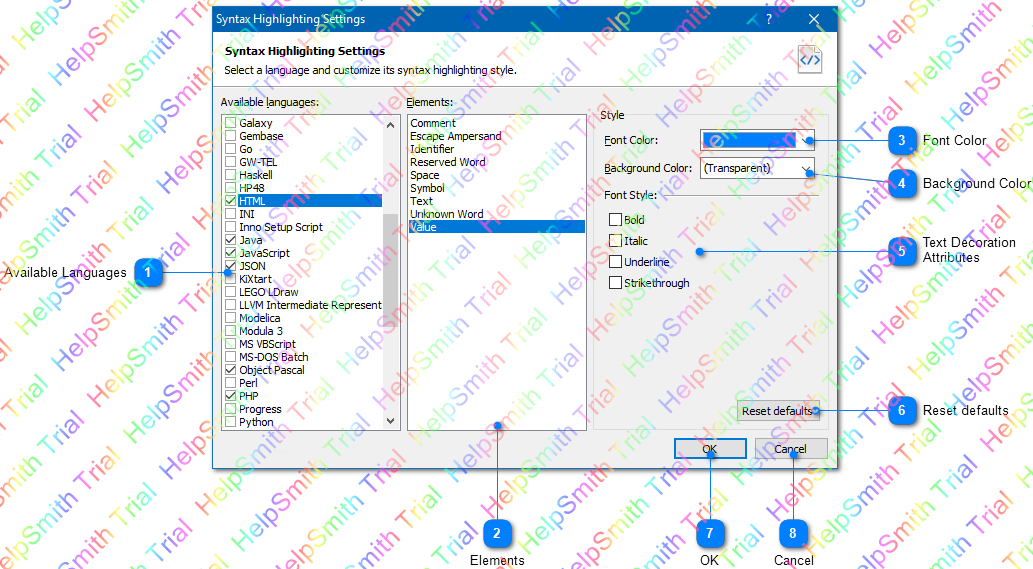 Syntax Highlighting Settings
?
Syntax Highlighting Settings
Select a language and customize its syntax highlighting style.
</>
Available languages:
Galaxy
Gembase
Go
GW-TEL
Haskell
HP48
HTML
INI
Inno Setup Script
Java
JavaScript
JSON
KiXtart
LEGO LDraw
LLVM Intermediate Represent
Modelica
Modula 3
MS VBScript
MS-DOS Batch
Object Pascal
Perl
PHP
Progress
Python
Elements:
Comment
Escape Ampersand
Identifier
Reserved Word
Space
Symbol
Text
Unknown Word
Value
Style
Font Color:
Background Color:
(Transparent)
Font Style:
Bold
Italic
Underline
Strikethrough
Reset defaults
OK
Cancel
Available Languages
1
2
Elements
3
Font Color
4
Background Color
5
Text Decoration
Attributes
6
Reset defaults
7
OK
8
Cancel
HelpSmith Trial HelpSmith Trial HelpSmith Trial